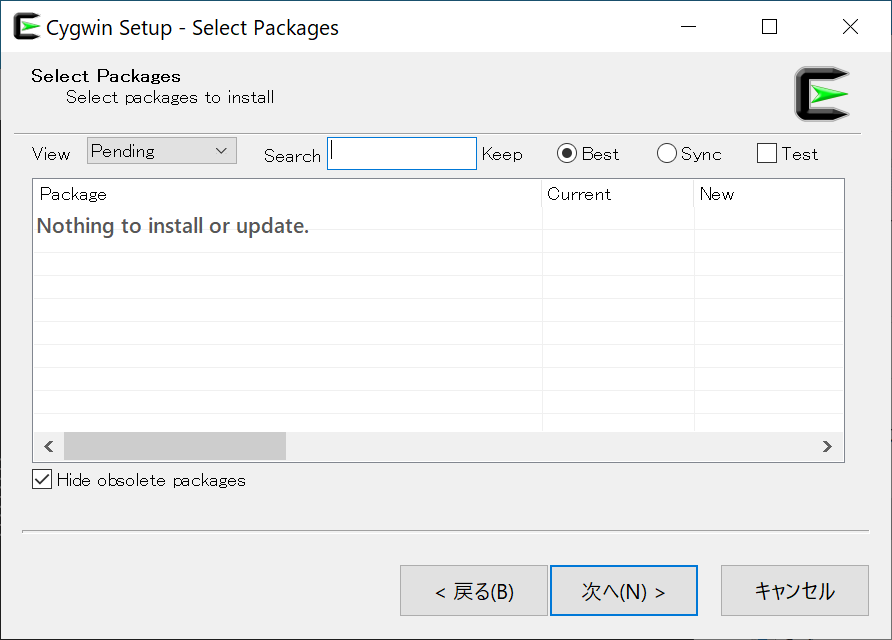 Cygwin Setup - Select Packages
Select Packages
Select packages to install
View Pending Search Keep Best Sync Test
Package Current New
Nothing to install or update.
Hide obsolete packages
< 戻る(B) 次へ(N) > キャンセル